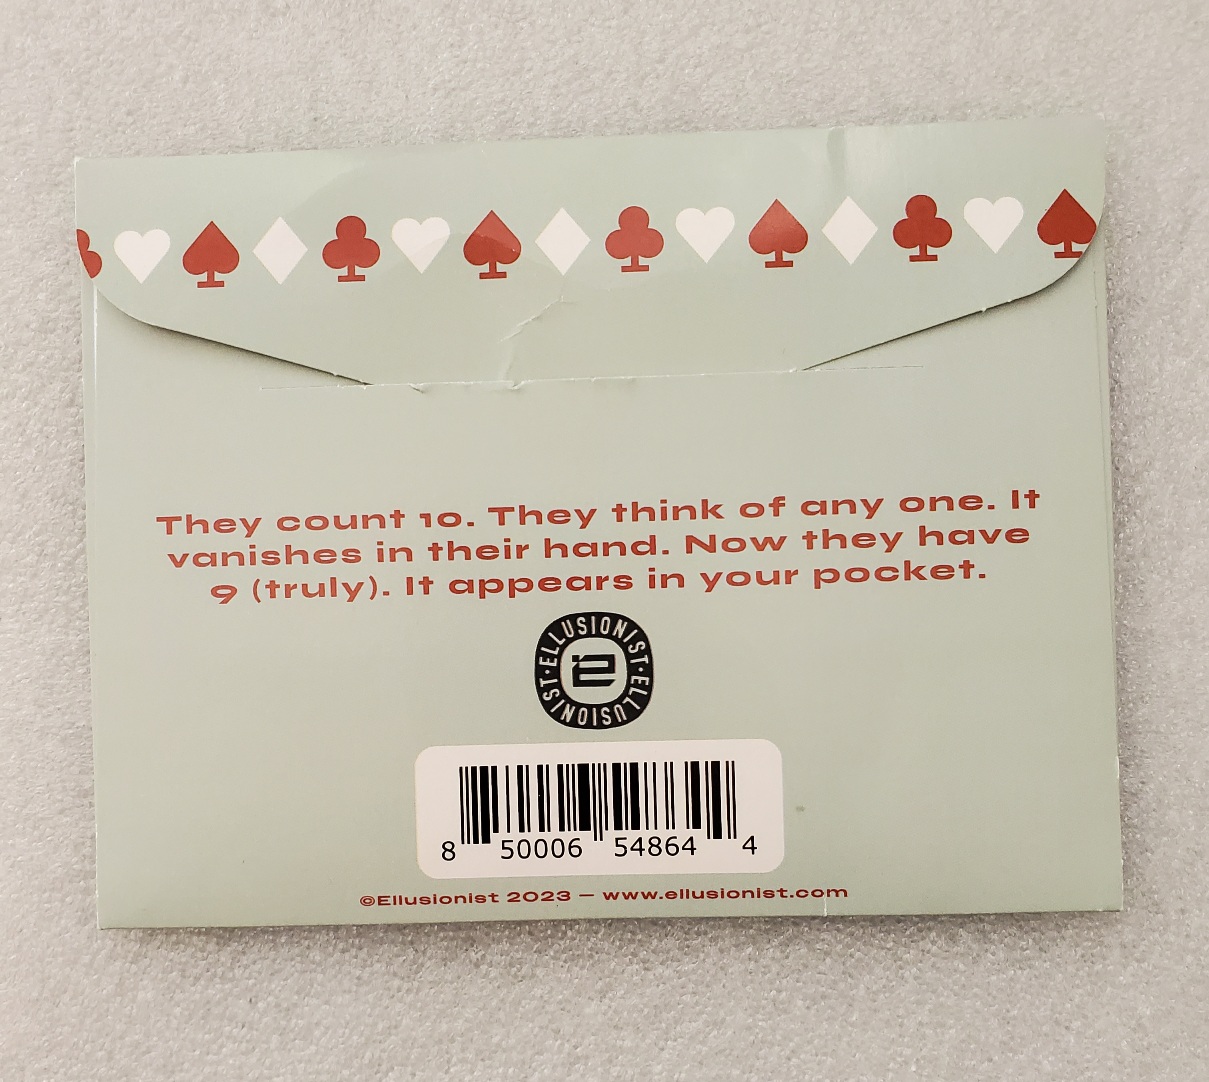 They count 10. They think of any one. It
vanishes in their hand. Now they have
9 (truly). It appears in your pocket.
ELLUSIONIST·ELLUSIONIST·
e
8 50006 54864 4
©Ellusionist 2023 — www.ellusionist.com